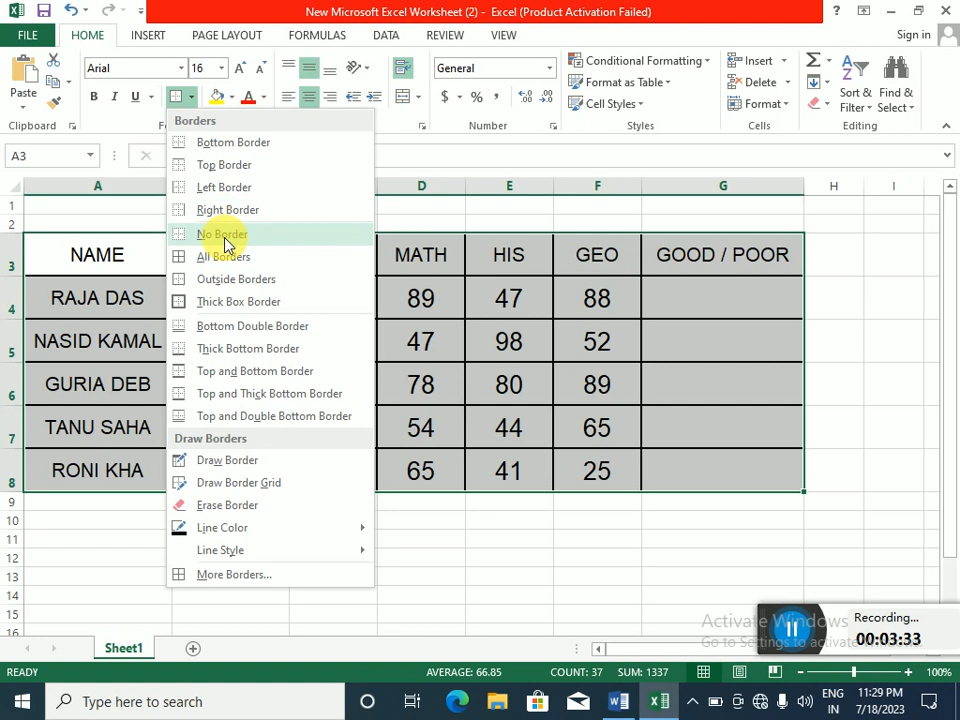 New Microsoft Excel Worksheet (2) - Excel (Product Activation Failed)
FILE HOME INSERT PAGE LAYOUT FORMULAS DATA REVIEW VIEW Sign in
Paste
Arial 16
B I U
General
$ % ,
Conditional Formatting
Format as Table
Cell Styles
Insert
Delete
Format
Sort & Filter
Find & Select
Clipboard Number Styles Cells Editing
A3
Borders
Bottom Border
Top Border
Left Border
Right Border
No Border
All Borders
Outside Borders
Thick Box Border
Bottom Double Border
Thick Bottom Border
Top and Bottom Border
Top and Thick Bottom Border
Top and Double Bottom Border
Draw Borders
Draw Border
Draw Border Grid
Erase Border
Line Color
Line Style
More Borders...
A D E F G H I
1
2
3 NAME MATH HIS GEO GOOD / POOR
4 RAJA DAS 89 47 88
5 NASID KAMAL 47 98 52
6 GURIA DEB 78 80 89
7 TANU SAHA 54 44 65
8 RONI KHA 65 41 25
9
10
11
12
13
14
15
16
Activate Windows
Go to Settings to activate Windows.
Recording...
00:03:33
Sheet1
READY AVERAGE: 66.85 COUNT: 37 SUM: 1337 100%
Type here to search
ENG
IN
11:29 PM
7/18/2023